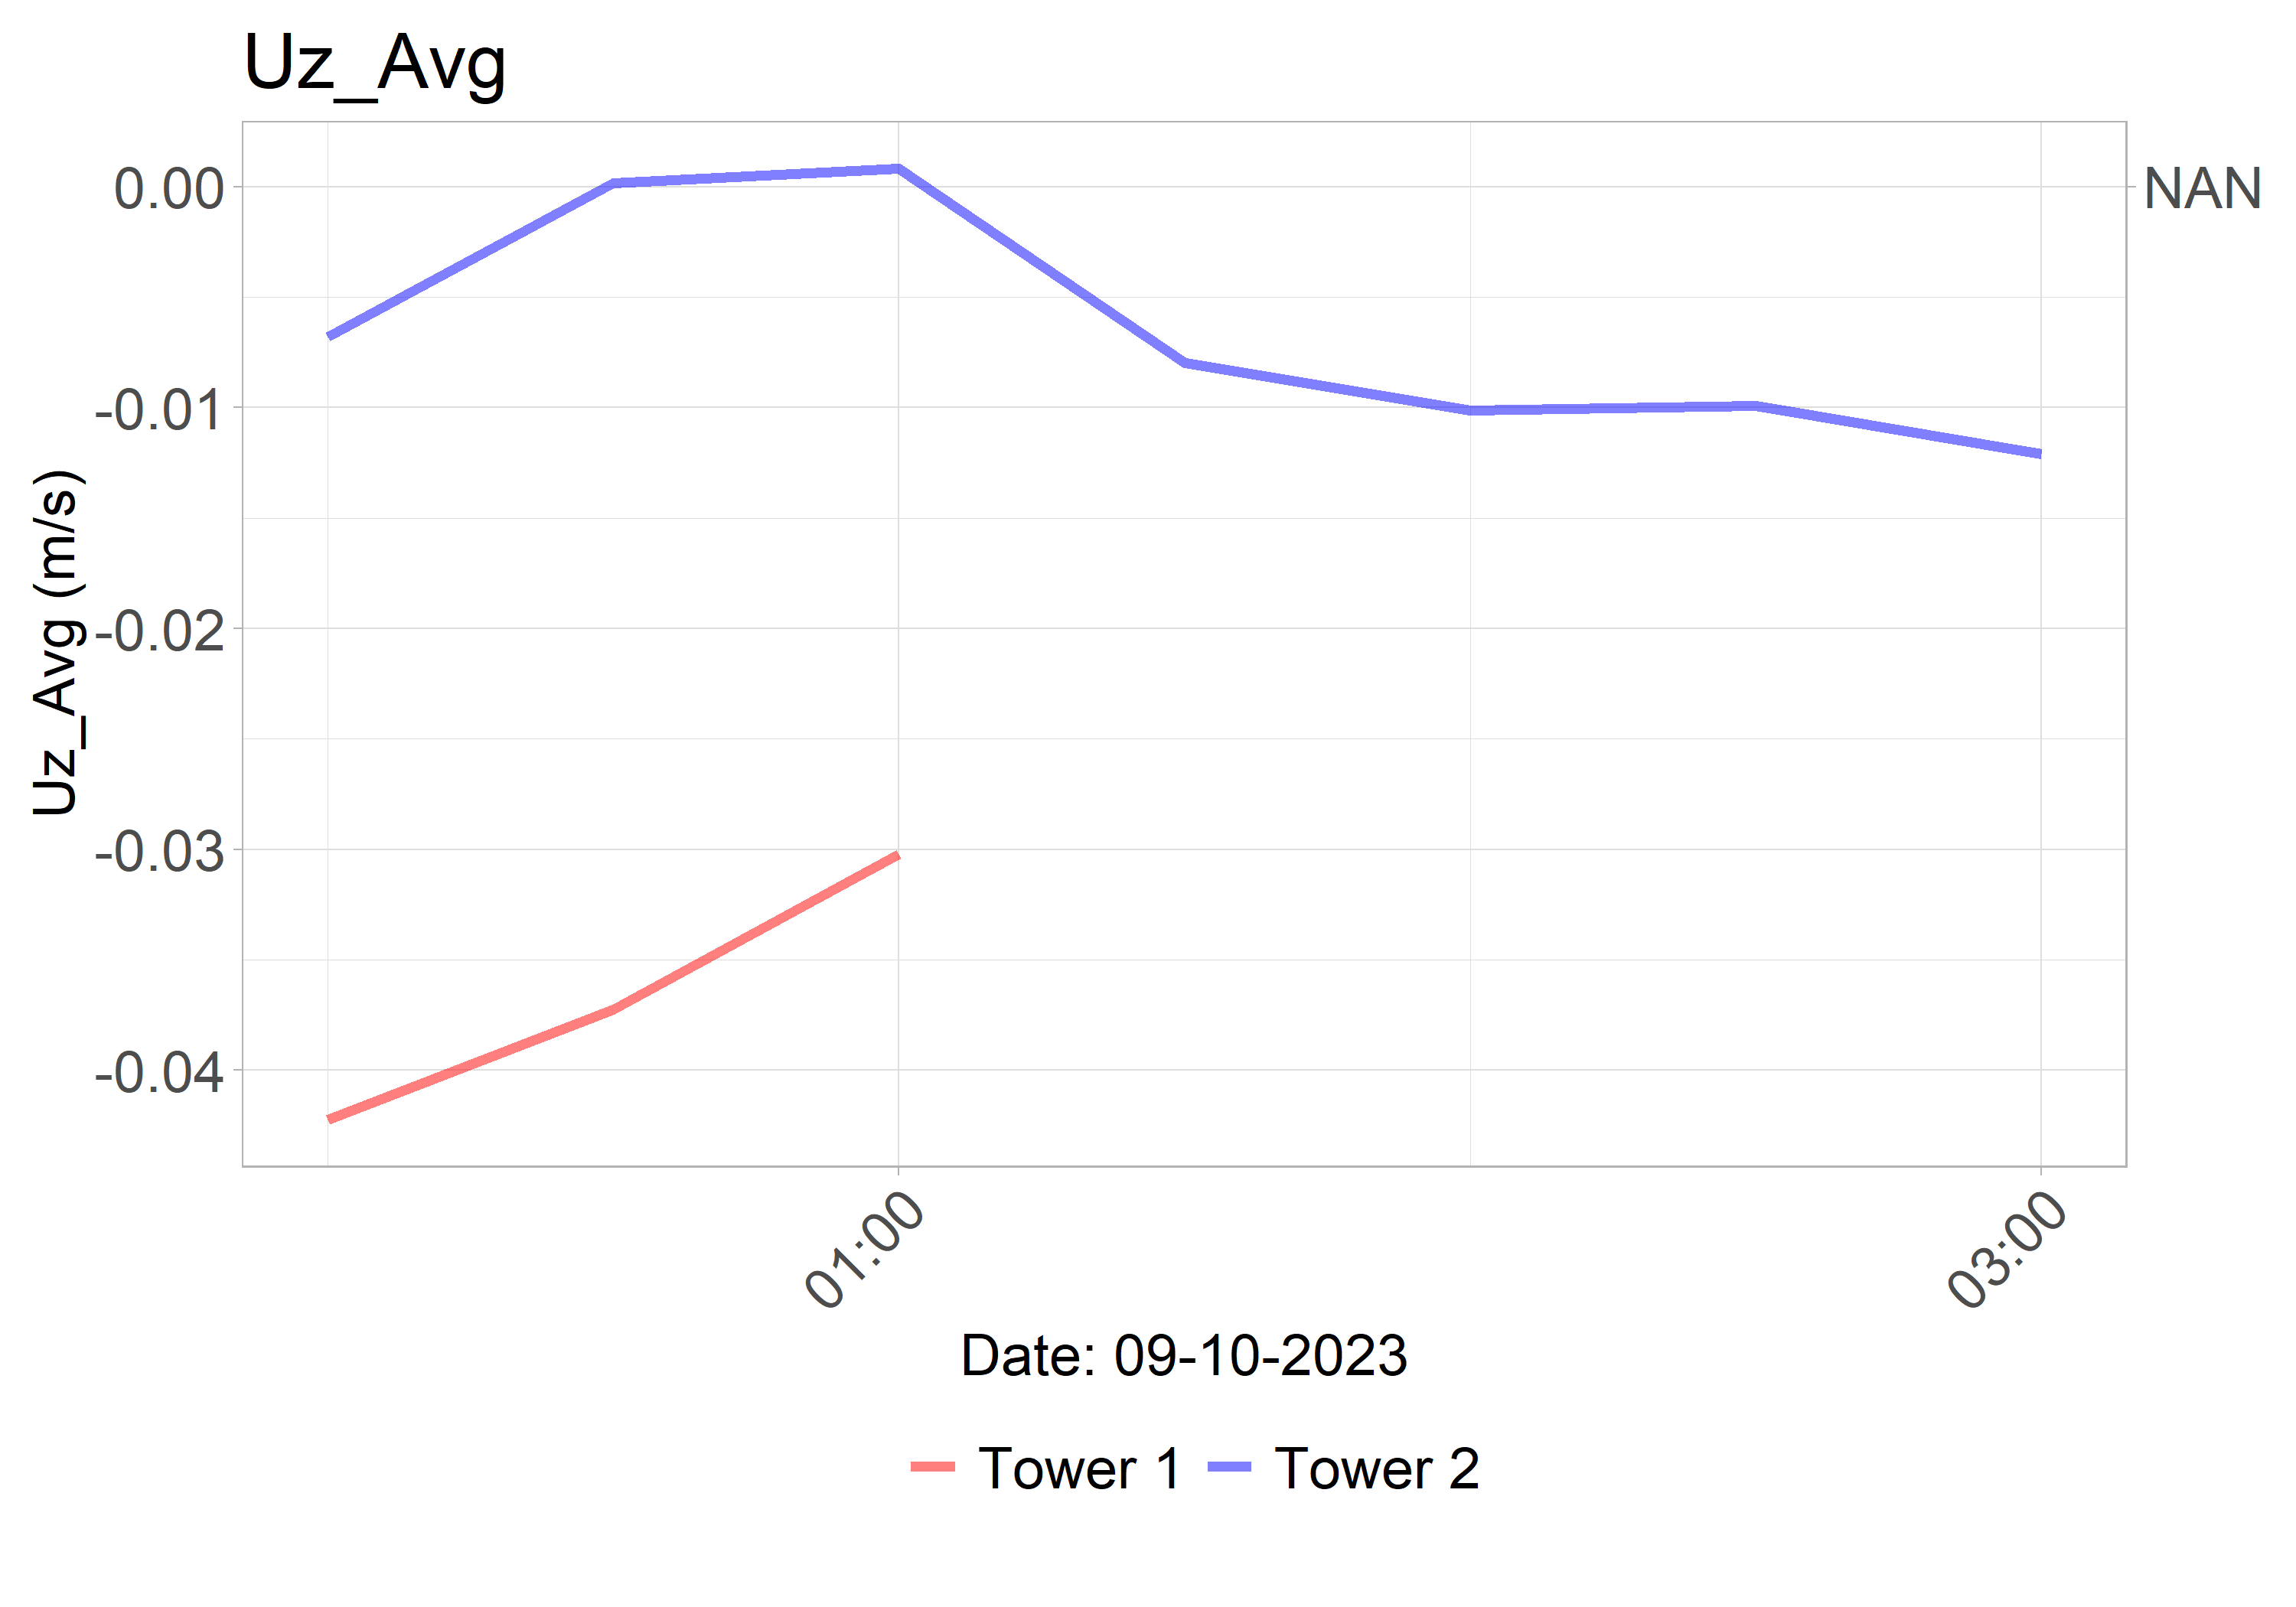 Uz_Avg
0.00
-0.01
-0.02
-0.03
-0.04
NAN
Uz_Avg (m/s)
01:00
03:00
Date: 09-10-2023
Tower 1
Tower 2